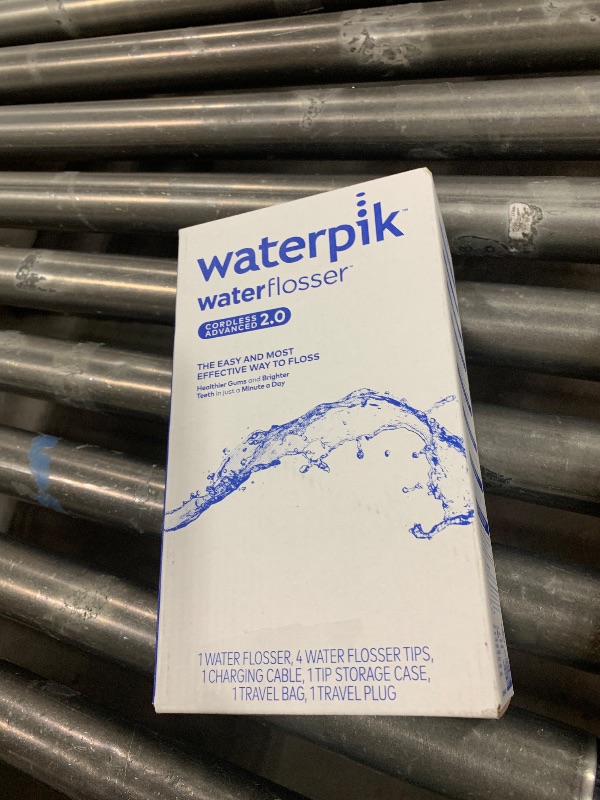 waterpik™
waterflosser™
CORDLESS
ADVANCED 2.0
THE EASY AND MOST
EFFECTIVE WAY TO FLOSS
Healthier Gums and Brighter
Teeth in just a Minute a Day
1 WATER FLOSSER, 4 WATER FLOSSER TIPS,
1 CHARGING CABLE, 1 TIP STORAGE CASE,
1 TRAVEL BAG, 1 TRAVEL PLUG